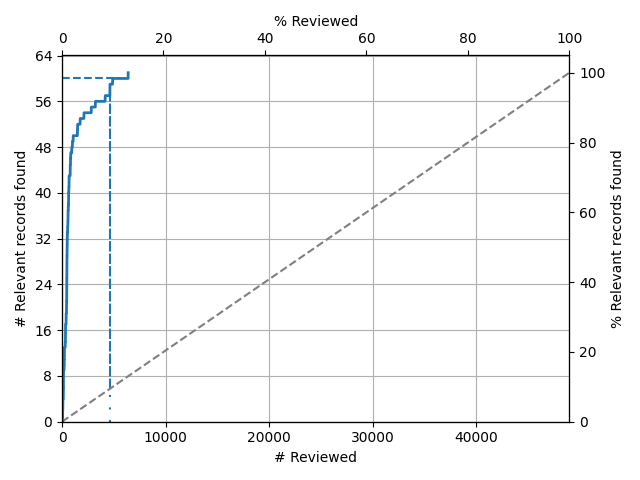 % Reviewed
0 20 40 60 80 100
64
56
48
40
32
24
16
8
0
# Relevant records found
100
80
60
40
20
0
% Relevant records found
0 10000 20000 30000 40000
# Reviewed